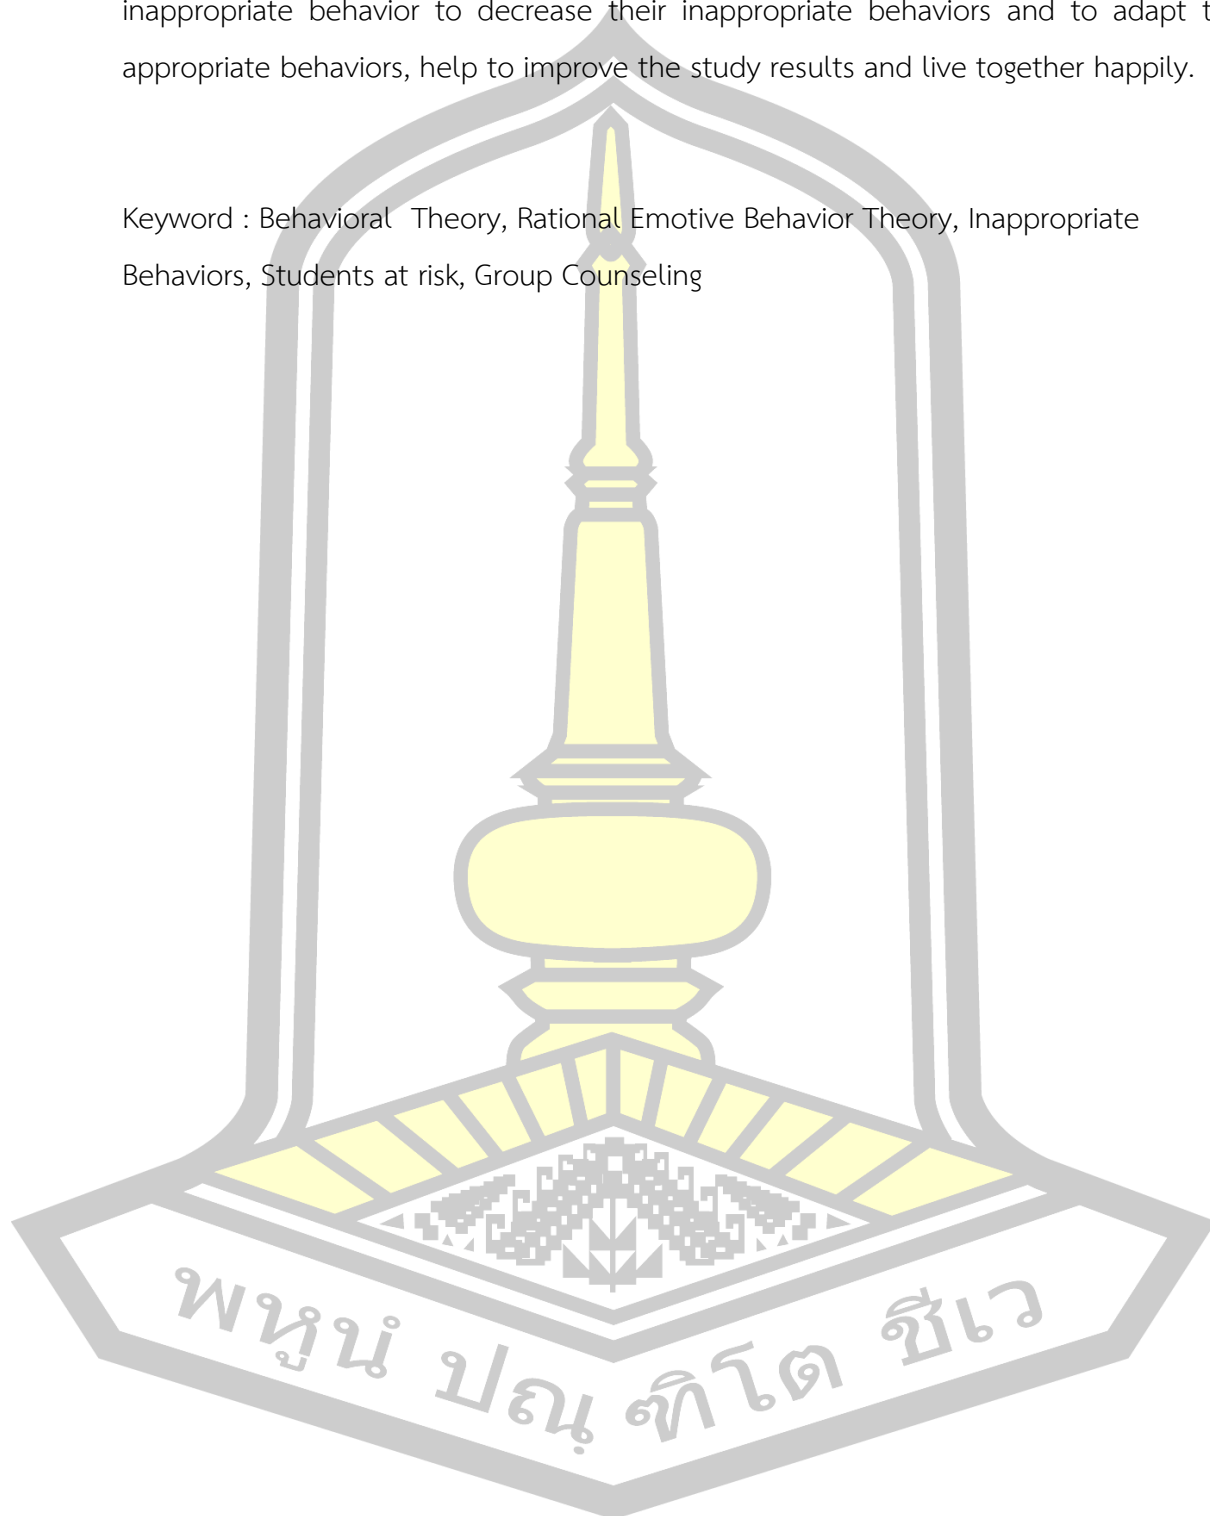 inappropriate behavior to decrease their inappropriate behaviors and to adapt t
appropriate behaviors, help to improve the study results and live together happily.
Keyword : Behavioral Theory, Rational Emotive Behavior Theory, Inappropriate
Behaviors, Students at risk, Group Counseling
พหูนํ ปณฺฑิโต ชีเว